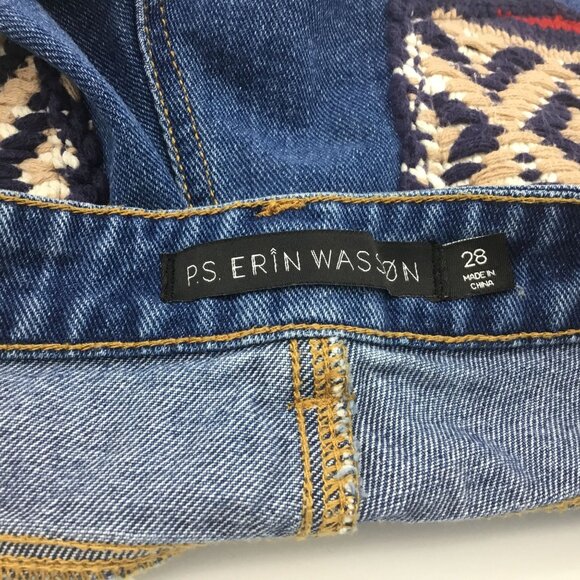 P.S. ERÎN WASSØN
28
MADE IN
CHINA